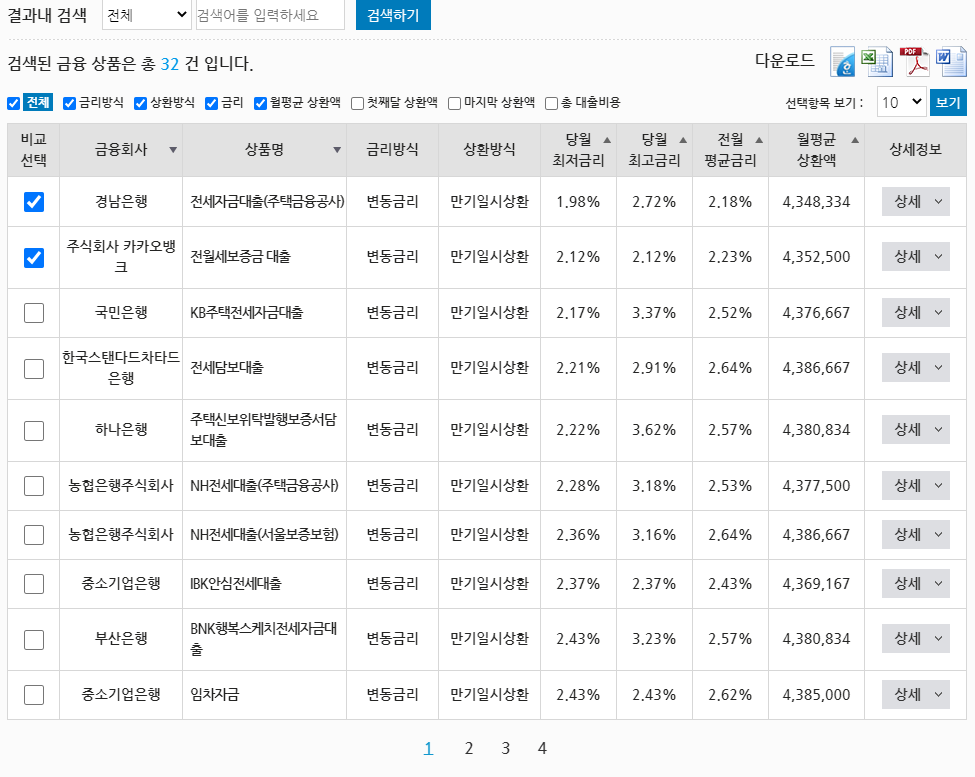 결과내 검색 전체 검색어를 입력하세요 검색하기
검색된 금융 상품은 총 32 건 입니다.
다운로드
전체 금리방식 상환방식 금리 월평균 상환액 첫째달 상환액 마지막 상환액 총 대출비용 선택항목 보기 : 10 보기
비교
선택
금융회사 ▼
상품명 ▼
금리방식
상환방식
당월 ▲
최저금리
당월 ▲
최고금리
전월 ▲
평균금리
월평균 ▲
상환액
상세정보
경남은행 전세자금대출(주택금융공사) 변동금리 만기일시상환 1.98% 2.72% 2.18% 4,348,334 상세
주식회사 카카오뱅
크
전월세보증금 대출 변동금리 만기일시상환 2.12% 2.12% 2.23% 4,352,500 상세
국민은행 KB주택전세자금대출 변동금리 만기일시상환 2.17% 3.37% 2.52% 4,376,667 상세
한국스탠다드차타드
은행
전세담보대출 변동금리 만기일시상환 2.21% 2.91% 2.64% 4,386,667 상세
하나은행
주택신보위탁발행보증서담
보대출
변동금리 만기일시상환 2.22% 3.62% 2.57% 4,380,834 상세
농협은행주식회사 NH전세대출(주택금융공사) 변동금리 만기일시상환 2.28% 3.18% 2.53% 4,377,500 상세
농협은행주식회사 NH전세대출(서울보증보험) 변동금리 만기일시상환 2.36% 3.16% 2.64% 4,386,667 상세
중소기업은행 IBK안심전세대출 변동금리 만기일시상환 2.37% 2.37% 2.43% 4,369,167 상세
부산은행
BNK행복스케치전세자금대
출
변동금리 만기일시상환 2.43% 3.23% 2.57% 4,380,834 상세
중소기업은행 임차자금 변동금리 만기일시상환 2.43% 2.43% 2.62% 4,385,000 상세
1 2 3 4